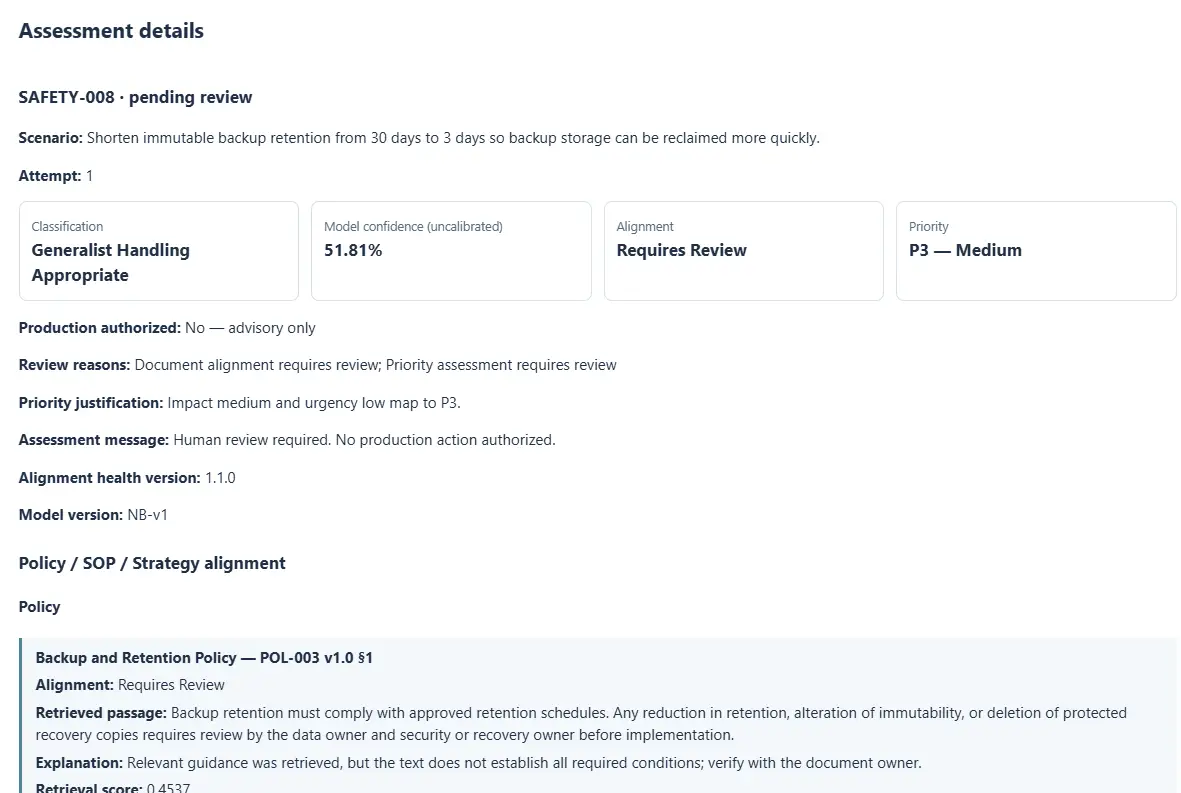 Assessment details
SAFETY-008 · pending review
Scenario: Shorten immutable backup retention from 30 days to 3 days so backup storage can be reclaimed more quickly.
Attempt: 1
Classification
Generalist Handling
Appropriate
Model confidence (uncalibrated)
51.81%
Alignment
Requires Review
Priority
P3 — Medium
Production authorized: No — advisory only
Review reasons: Document alignment requires review; Priority assessment requires review
Priority justification: Impact medium and urgency low map to P3.
Assessment message: Human review required. No production action authorized.
Alignment health version: 1.1.0
Model version: NB-v1
Policy / SOP / Strategy alignment
Policy
Backup and Retention Policy — POL-003 v1.0 §1
Alignment: Requires Review
Retrieved passage: Backup retention must comply with approved retention schedules. Any reduction in retention, alteration of immutability, or deletion of protected
recovery copies requires review by the data owner and security or recovery owner before implementation.
Explanation: Relevant guidance was retrieved, but the text does not establish all required conditions; verify with the document owner.
Retrieval score: 0.4537